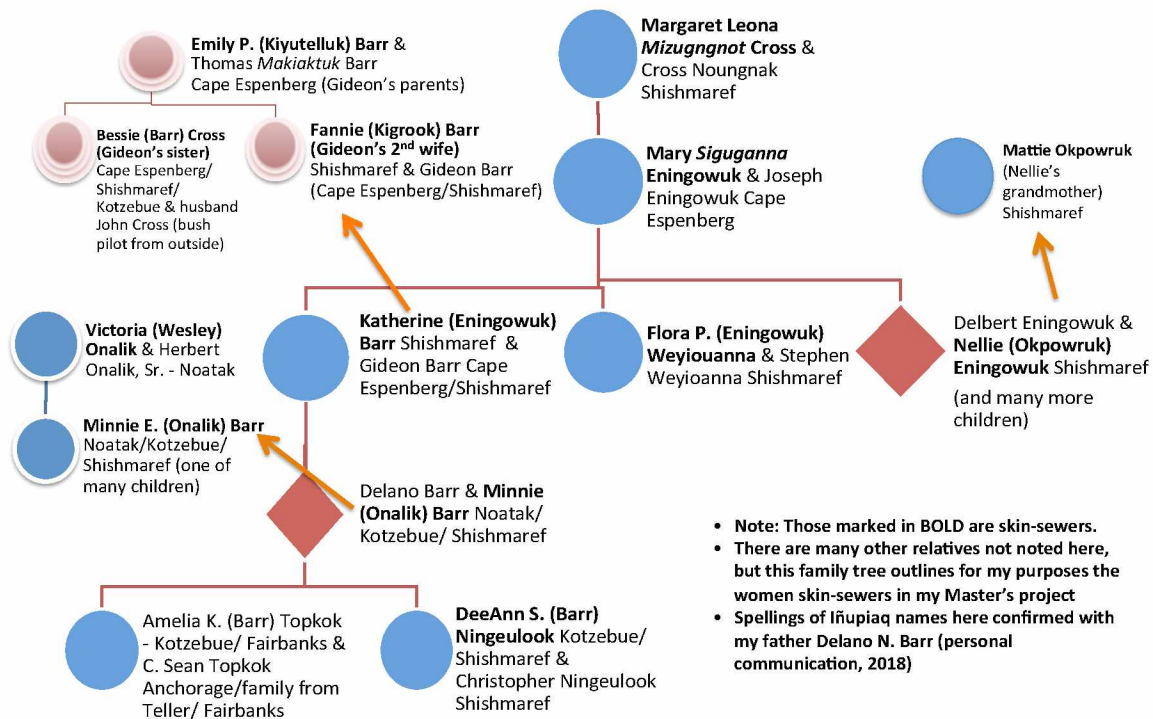 Emily P. (Kiyutelluk) Barr &
Thomas Makiaktuk Barr
Cape Espenberg (Gideon's parents)
Margaret Leona
Mizugngnot Cross &
Cross Noungnak
Shishmaref
Bessie (Barr) Cross
(Gideon's sister)
Cape Espenberg/
Shishmaref/
Kotzebue & husband
John Cross (bush
pilot from outside)
Fannie (Kigrook) Barr
(Gideon's 2nd wife)
Shishmaref & Gideon Barr
(Cape Espenberg/Shishmaref)
Mary Siguganna
Eningowuk & Joseph
Eningowuk Cape
Espenberg
Mattie Okpowruk
(Nellie's
grandmother)
Shishmaref
Victoria (Wesley)
Onalik & Herbert
Onalik, Sr. - Noatak
Katherine (Eningowuk)
Barr Shishmaref &
Gideon Barr Cape
Espenberg/Shishmaref
Flora P. (Eningowuk)
Weyiouanna & Stephen
Weyioanna Shishmaref
Delbert Eningowuk &
Nellie (Okpowruk)
Eningowuk Shishmaref
(and many more
children)
Minnie E. (Onalik) Barr
Noatak/Kotzebue/
Shishmaref (one of
many children)
Delano Barr & Minnie
(Onalik) Barr Noatak/
Kotzebue/ Shishmaref
Amelia K. (Barr) Topkok
- Kotzebue/ Fairbanks &
C. Sean Topkok
Anchorage/family from
Teller/ Fairbanks
DeeAnn S. (Barr)
Ningeulook Kotzebue/
Shishmaref &
Christopher Ningeulook
Shishmaref
• Note: Those marked in BOLD are skin-sewers.
• There are many other relatives not noted here,
but this family tree outlines for my purposes the
women skin-sewers in my Master's project
• Spellings of Iñupiaq names here confirmed with
my father Delano N. Barr (personal
communication, 2018)